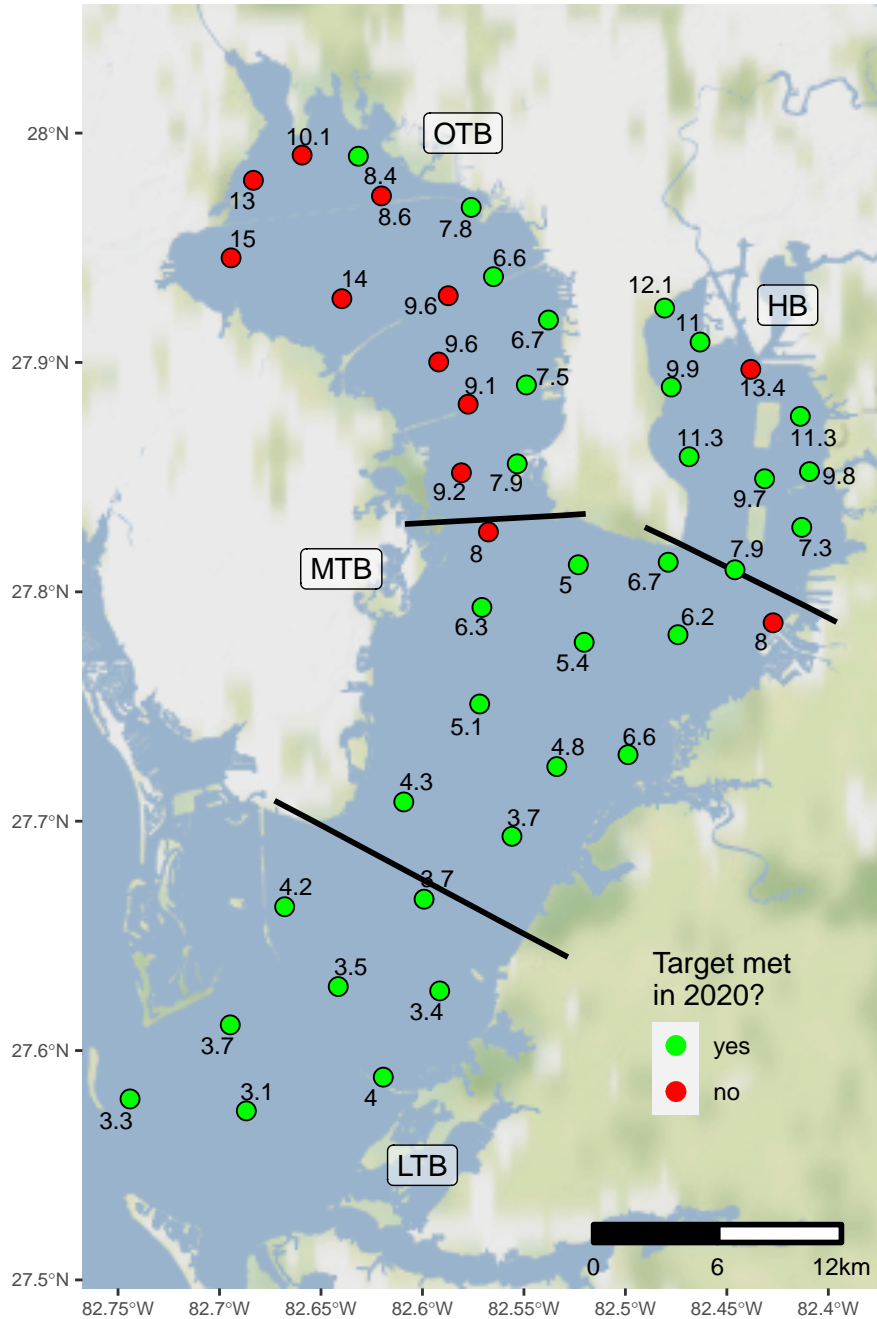 10.1
OTB
28°N
8.4
13
8.6
7.8
15
6.6
14
12.1
HB
9.6
11
9.6
6.7
27.9°N
9.9
7.5
13.4
9.1
11.3
11.3
9.8
9.2
7.9
9.7
7.9
7.3
8
MTB
5
6.7
27.8°N
6.3
6.2
8
5.4
5.1
4.8
6.6
4.3
27.7°N
3.7
3.7
4.2
3.5
Target met
in 2020?
3.4
3.7
yes
27.6°N
3.1
4
no
3.3
LTB
0
6
12km
27.5°N
82.75°W
82.7°W
82.65°W
82.6°W
82.55°W
82.5°W
82.45°W
82.4°W